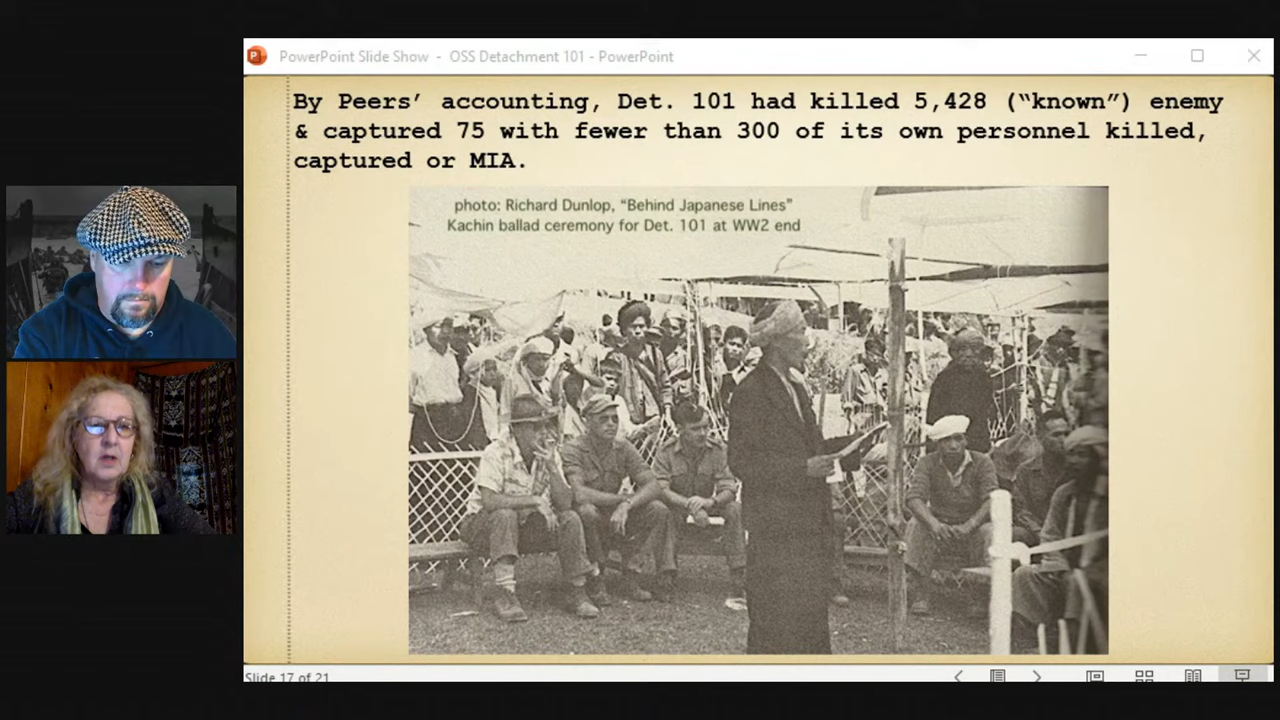 PowerPoint Slide Show - OSS Detachment 101 - PowerPoint
By Peers’ accounting, Det. 101 had killed 5,428 (“known”) enemy
& captured 75 with fewer than 300 of its own personnel killed,
captured or MIA.
photo: Richard Dunlop, “Behind Japanese Lines”
Kachin ballad ceremony for Det. 101 at WW2 end
Slide 17 of 21